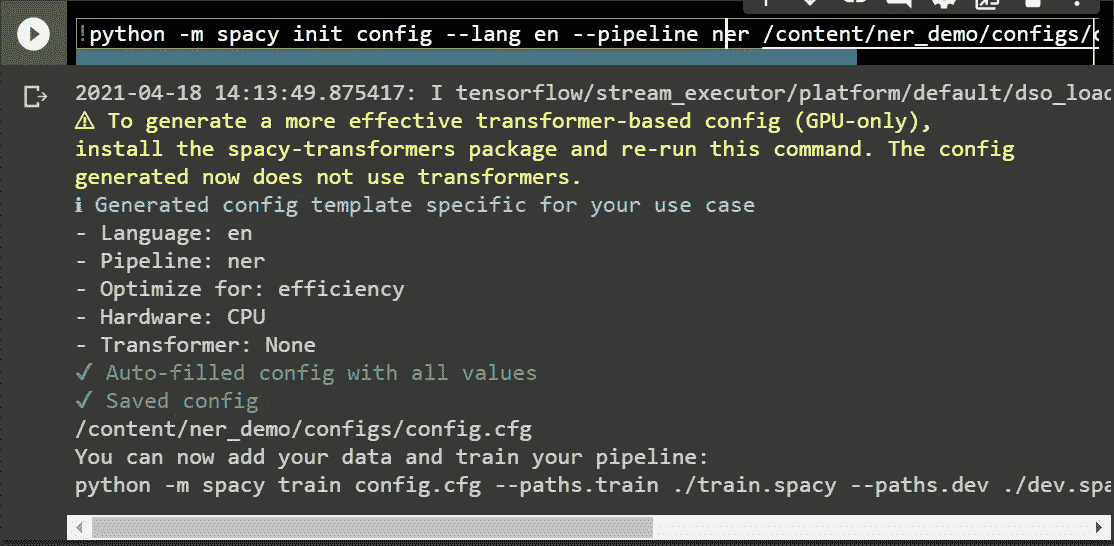 !python -m spacy init config --lang en --pipeline ner /content/ner_demo/configs/
2021-04-18 14:13:49.875417: I tensorflow/stream_executor/platform/default/dso_load
⚠ To generate a more effective transformer-based config (GPU-only),
install the spacy-transformers package and re-run this command. The config
generated now does not use transformers.
ℹ Generated config template specific for your use case
- Language: en
- Pipeline: ner
- Optimize for: efficiency
- Hardware: CPU
- Transformer: None
✔ Auto-filled config with all values
✔ Saved config
/content/ner_demo/configs/config.cfg
You can now add your data and train your pipeline:
python -m spacy train config.cfg --paths.train ./train.spacy --paths.dev ./dev.spa